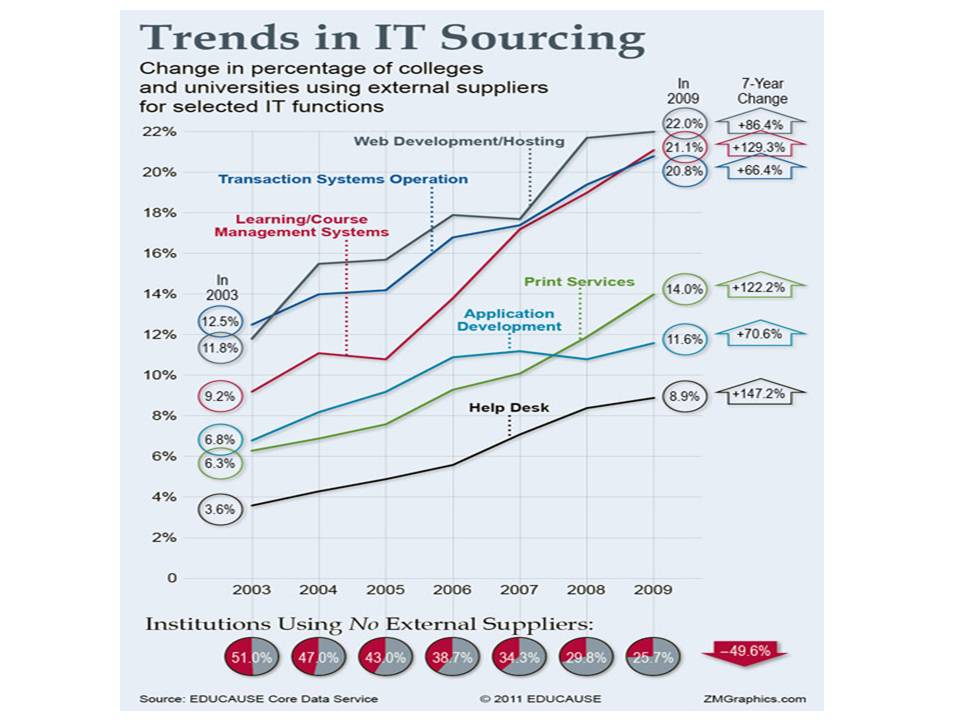 Trends in IT Sourcing
Change in percentage of colleges
and universities using external suppliers
for selected IT functions
In
2009
7-Year
Change
22%
20%
18%
16%
14%
12%
10%
8%
6%
4%
2%
0
Web Development/Hosting
Transaction Systems Operation
Learning/Course
Management Systems
Print Services
Application
Development
Help Desk
In
2003
12.5%
11.8%
9.2%
6.8%
6.3%
3.6%
22.0% +86.4%
21.1% +129.3%
20.8% +66.4%
14.0% +122.2%
11.6% +70.6%
8.9% +147.2%
2003 2004 2005 2006 2007 2008 2009
Institutions Using No External Suppliers:
51.0% 47.0% 43.0% 38.7% 34.3% 29.8% 25.7% –49.6%
Source: EDUCAUSE Core Data Service © 2011 EDUCAUSE ZMGraphics.com